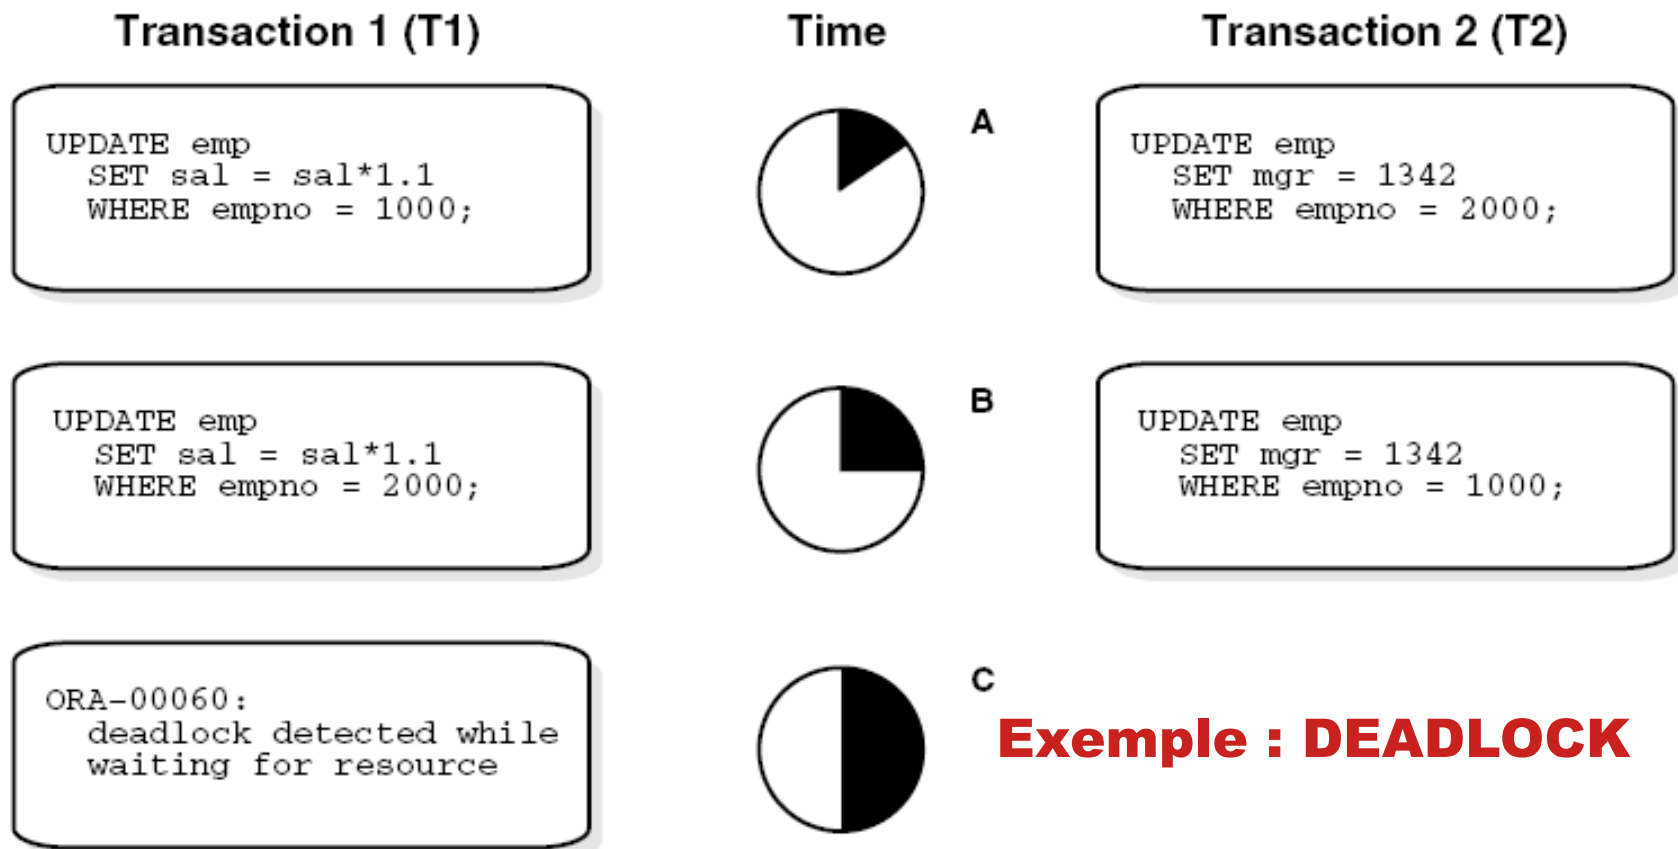 Transaction 1 (T1)
Time
Transaction 2 (T2)
UPDATE emp
SET sal = sal*1.1
WHERE empno = 1000;
A
UPDATE emp
SET mgr = 1342
WHERE empno = 2000;
UPDATE emp
SET sal = sal*1.1
WHERE empno = 2000;
B
UPDATE emp
SET mgr = 1342
WHERE empno = 1000;
ORA-00060:
deadlock detected while
waiting for resource
C
Exemple : DEADLOCK